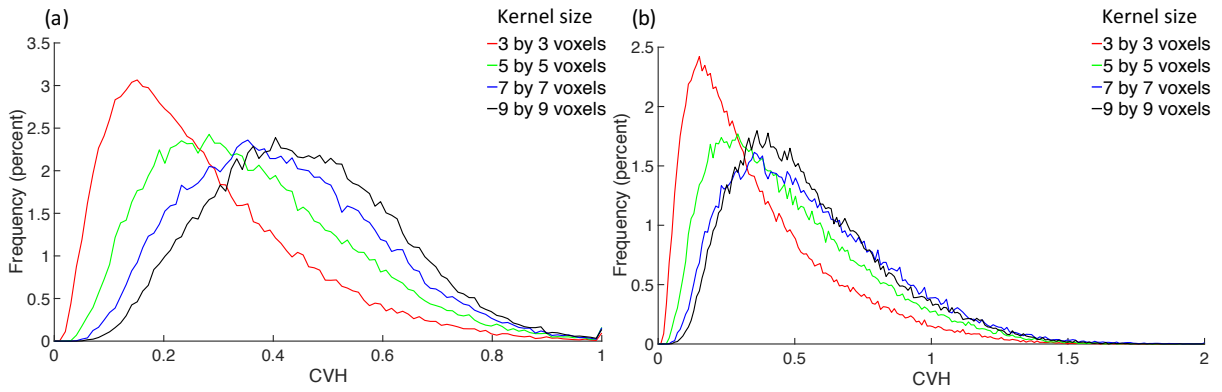 (a)
Kernel size
3 by 3 voxels
5 by 5 voxels
7 by 7 voxels
9 by 9 voxels
Frequency (percent)
3.5
3
2.5
2
1.5
1
0.5
0
0 0.2 0.4 0.6 0.8 1
CVH
(b)
Kernel size
3 by 3 voxels
5 by 5 voxels
7 by 7 voxels
9 by 9 voxels
Frequency (percent)
2.5
2.0
1.5
1
0.5
0
0 0.5 1 1.5 2
CVH